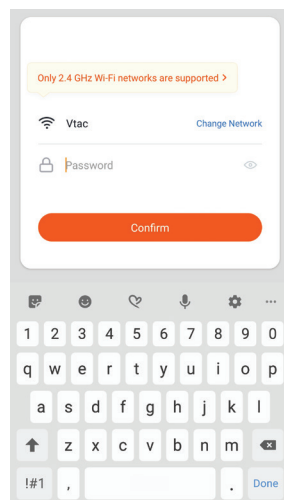 Only 2.4 GHz Wi-Fi networks are supported >
Vtac Change Network
Password
Confirm
1 2 3 4 5 6 7 8 9 0
q w e r t y u i o p
a s d f g h j k l
z x c v b n m
!#1 , . Done